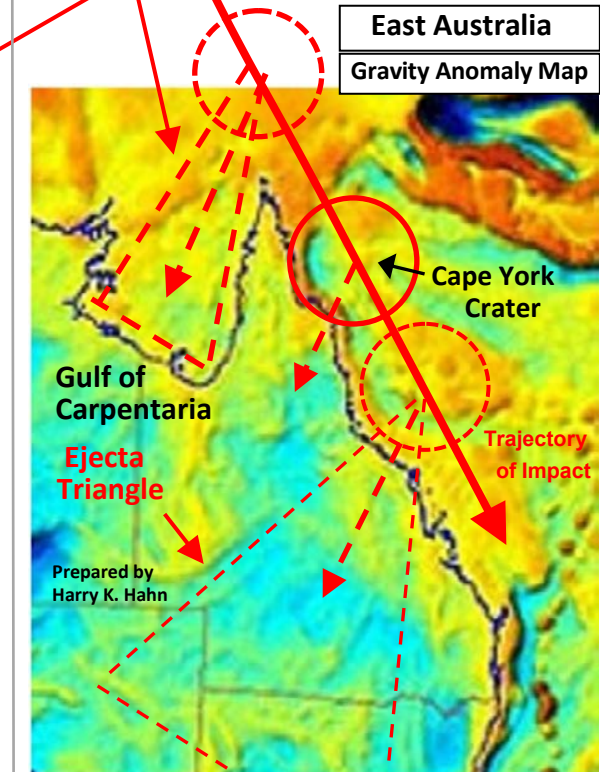 East Australia
Gravity Anomaly Map
Cape York
Crater
Gulf of
Carpentaria
Ejecta
Triangle
Trajectory
of Impact
Prepared by
Harry K. Hahn